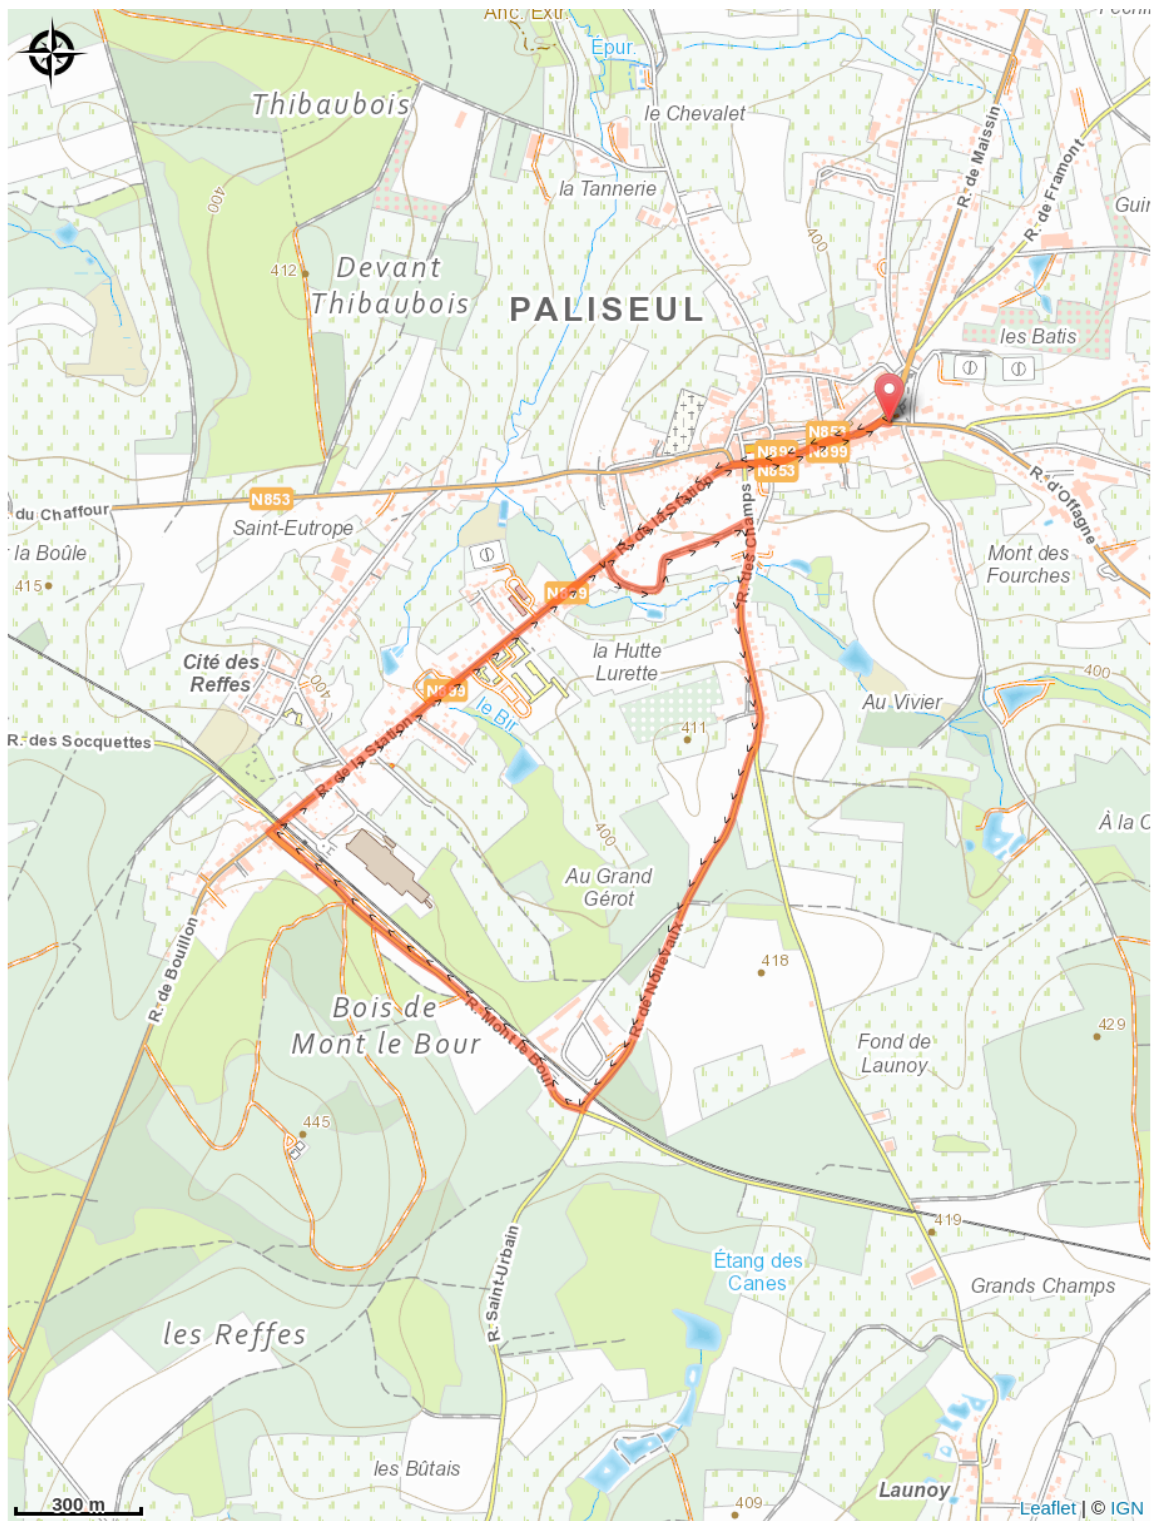 Anc. Extr.
Épur.
Thibaubois
le Chevalet
R. de Maissin
R. de Framont
la Tannerie
Guir
400
400
412
Devant
Thibaubois
PALISEUL
les Batis
N853
N899
N899
N853
N853
R. d'Offagne
du Chaffour
Saint-Eutrope
R. de la Station
R. des Champs
la Boûle
415
Mont des
Fourches
N899
la Hutte
Lurette
Cité des
Reffes
400
400
N899
le Bir
Au Vivier
411
R. des Socquettes
R. de la Station
400
À la C
Au Grand
Gérot
R. de Bouillon
418
R. de Nollevaux
Bois de
Mont le Bour
R. Mont le Bour
429
Fond de
Launoy
445
419
R. Saint-Urbain
Étang des
Canes
Grands Champs
les Reffes
les Bûtais
Launoy
409
300 m
Leaflet | © IGN